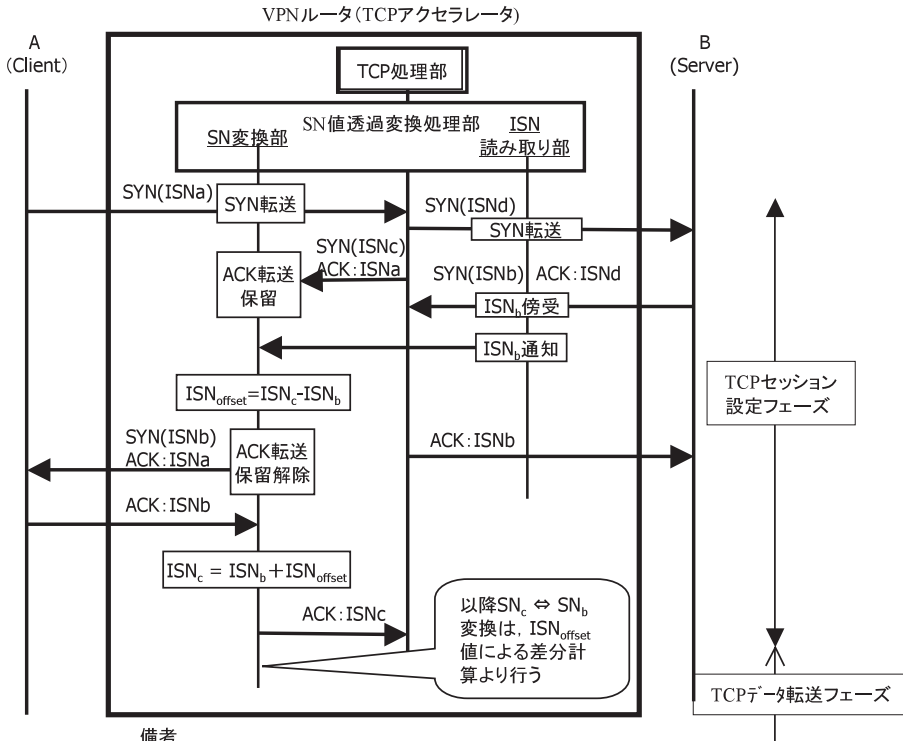 VPNルータ(TCPアクセラレータ)
A
(Client)
B
(Server)
TCP処理部
SN値透過変換処理部
SN変換部
ISN
読み取り部
SYN(ISNa)
SYN転送
SYN(ISNd)
SYN転送
SYN(ISNc)
ACK:ISNa
ACK転送
保留
SYN(ISNb)
ACK:ISNd
ISNb傍受
ISNb通知
TCPセッション
設定フェーズ
ISNoffset=ISNc-ISNb
SYN(ISNb)
ACK:ISNa
ACK転送
保留解除
ACK:ISNb
ACK:ISNb
ISNc = ISNb+ISNoffset
ACK:ISNc
以降SNc ⇔ SNb
変換は,ISNoffset
値による差分計
算より行う
TCPデータ転送フェーズ
備考